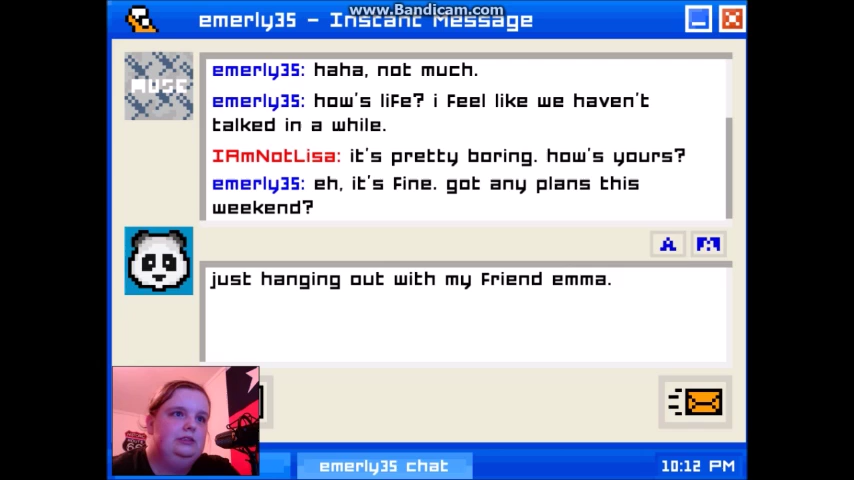 www.Bandicam.com
emerly35 - Instant Message
MUSE
emerly35: haha, not much.
emerly35: how's life? i feel like we haven't
talked in a while.
IAmNotLisa: it's pretty boring. how's yours?
emerly35: eh, it's fine. got any plans this
weekend?
A
just hanging out with my friend emma.
ROUTE
66
emerly35 chat
10:12 PM